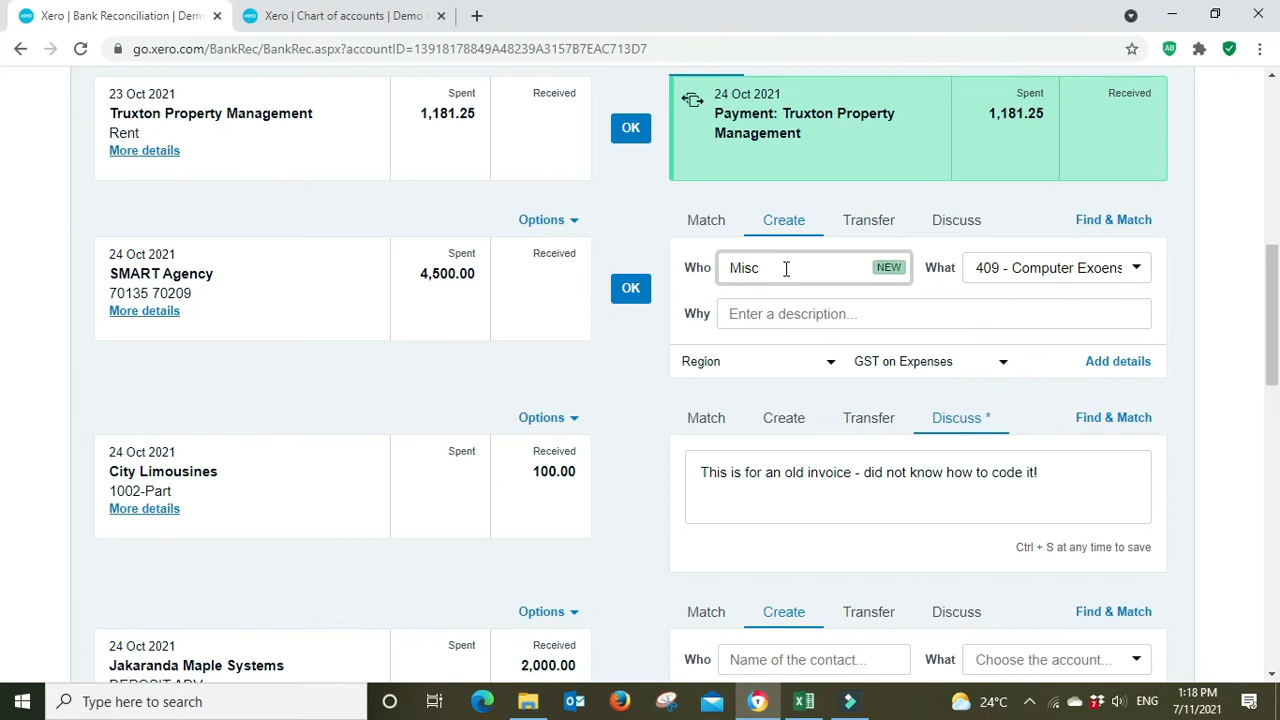 Xero | Bank Reconciliation | Demo
Xero | Chart of accounts | Demo
go.xero.com/BankRec/BankRec.aspx?accountID=13918178849A48239A3157B7EAC713D7
23 Oct 2021
Spent
Received
Truxton Property Management
1,181.25
Rent
More details
OK
24 Oct 2021
Spent
Received
Payment: Truxton Property
Management
1,181.25
Options
Match Create Transfer Discuss Find & Match
24 Oct 2021
Spent
Received
SMART Agency
4,500.00
70135 70209
More details
OK
Who Misc NEW What 409 - Computer Exoens
Why Enter a description...
Region GST on Expenses Add details
Options
Match Create Transfer Discuss * Find & Match
24 Oct 2021
Spent
Received
City Limousines
100.00
1002-Part
More details
This is for an old invoice - did not know how to code it!
Ctrl + S at any time to save
Options
Match Create Transfer Discuss Find & Match
24 Oct 2021
Spent
Received
Jakaranda Maple Systems
2,000.00
DEPOSIT ADV
Who Name of the contact... What Choose the account...
Type here to search
24°C
ENG
1:18 PM
7/11/2021